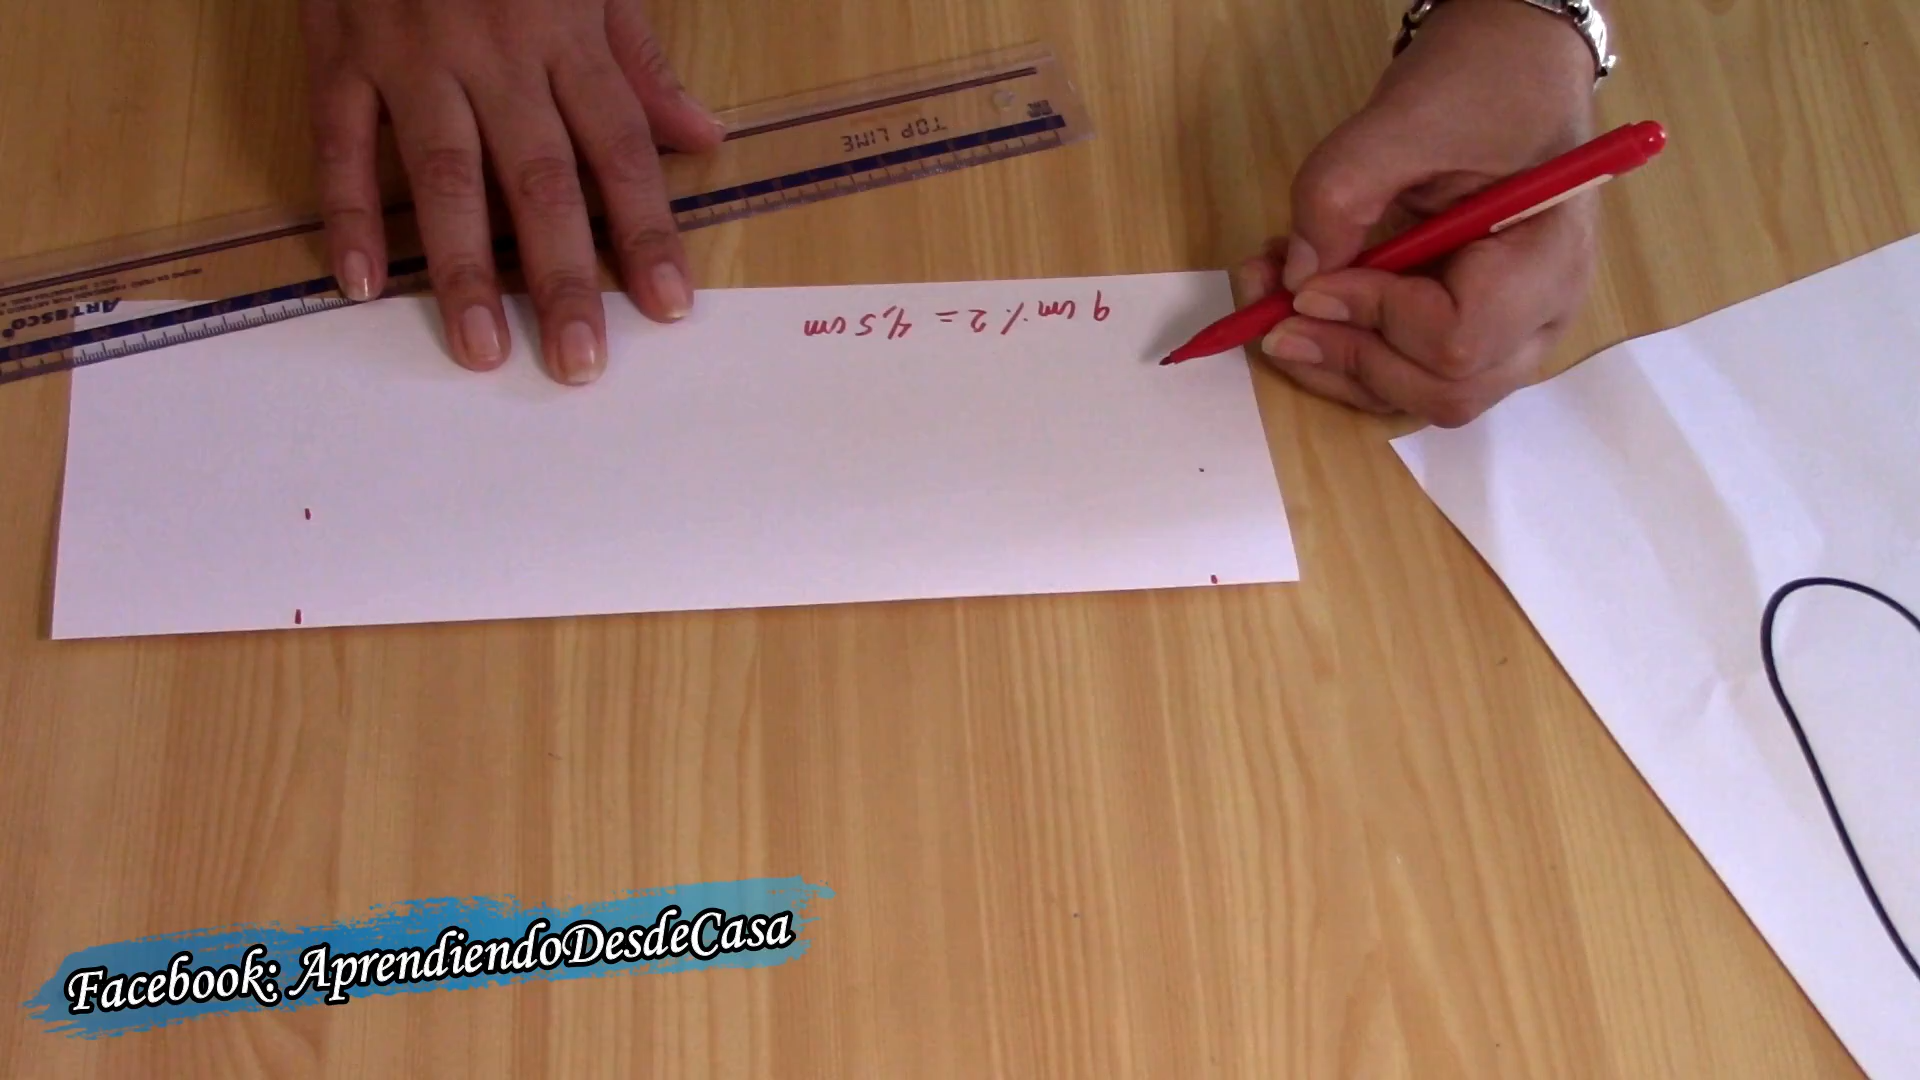 TOP LINE
ARTESCO
9 cm ÷ 2 = 4,5 cm
Facebook: AprendiendoDesdeCasa